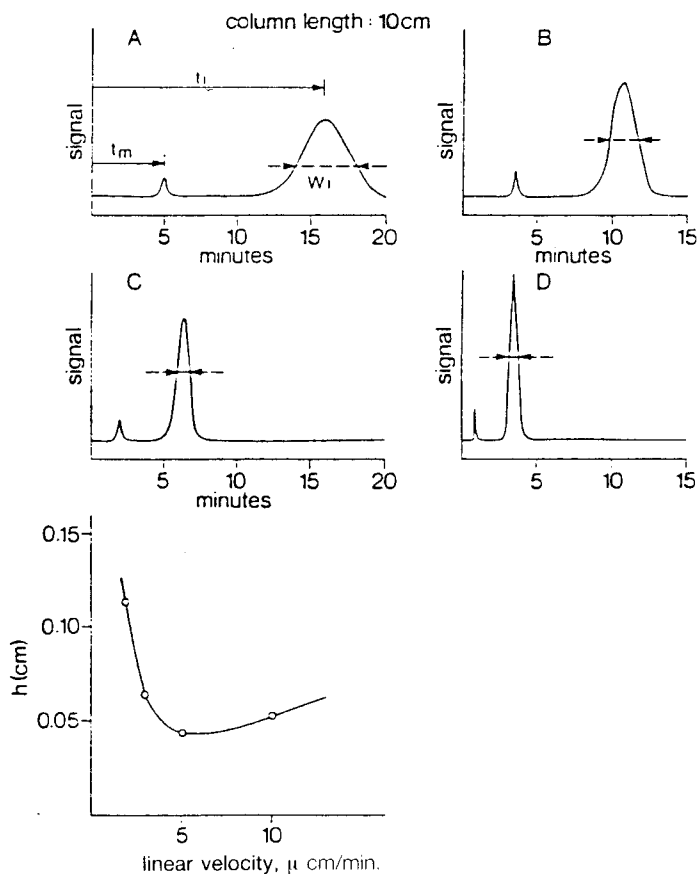 column length : 10cm
A
B
t₁
tm
W₁
signal
5
10
15
20
minutes
signal
5
10
15
minutes
C
D
signal
5
10
15
20
minutes
signal
5
10
15
0.15
0.10
0.05
h (cm)
5
10
linear velocity, μ cm/min.